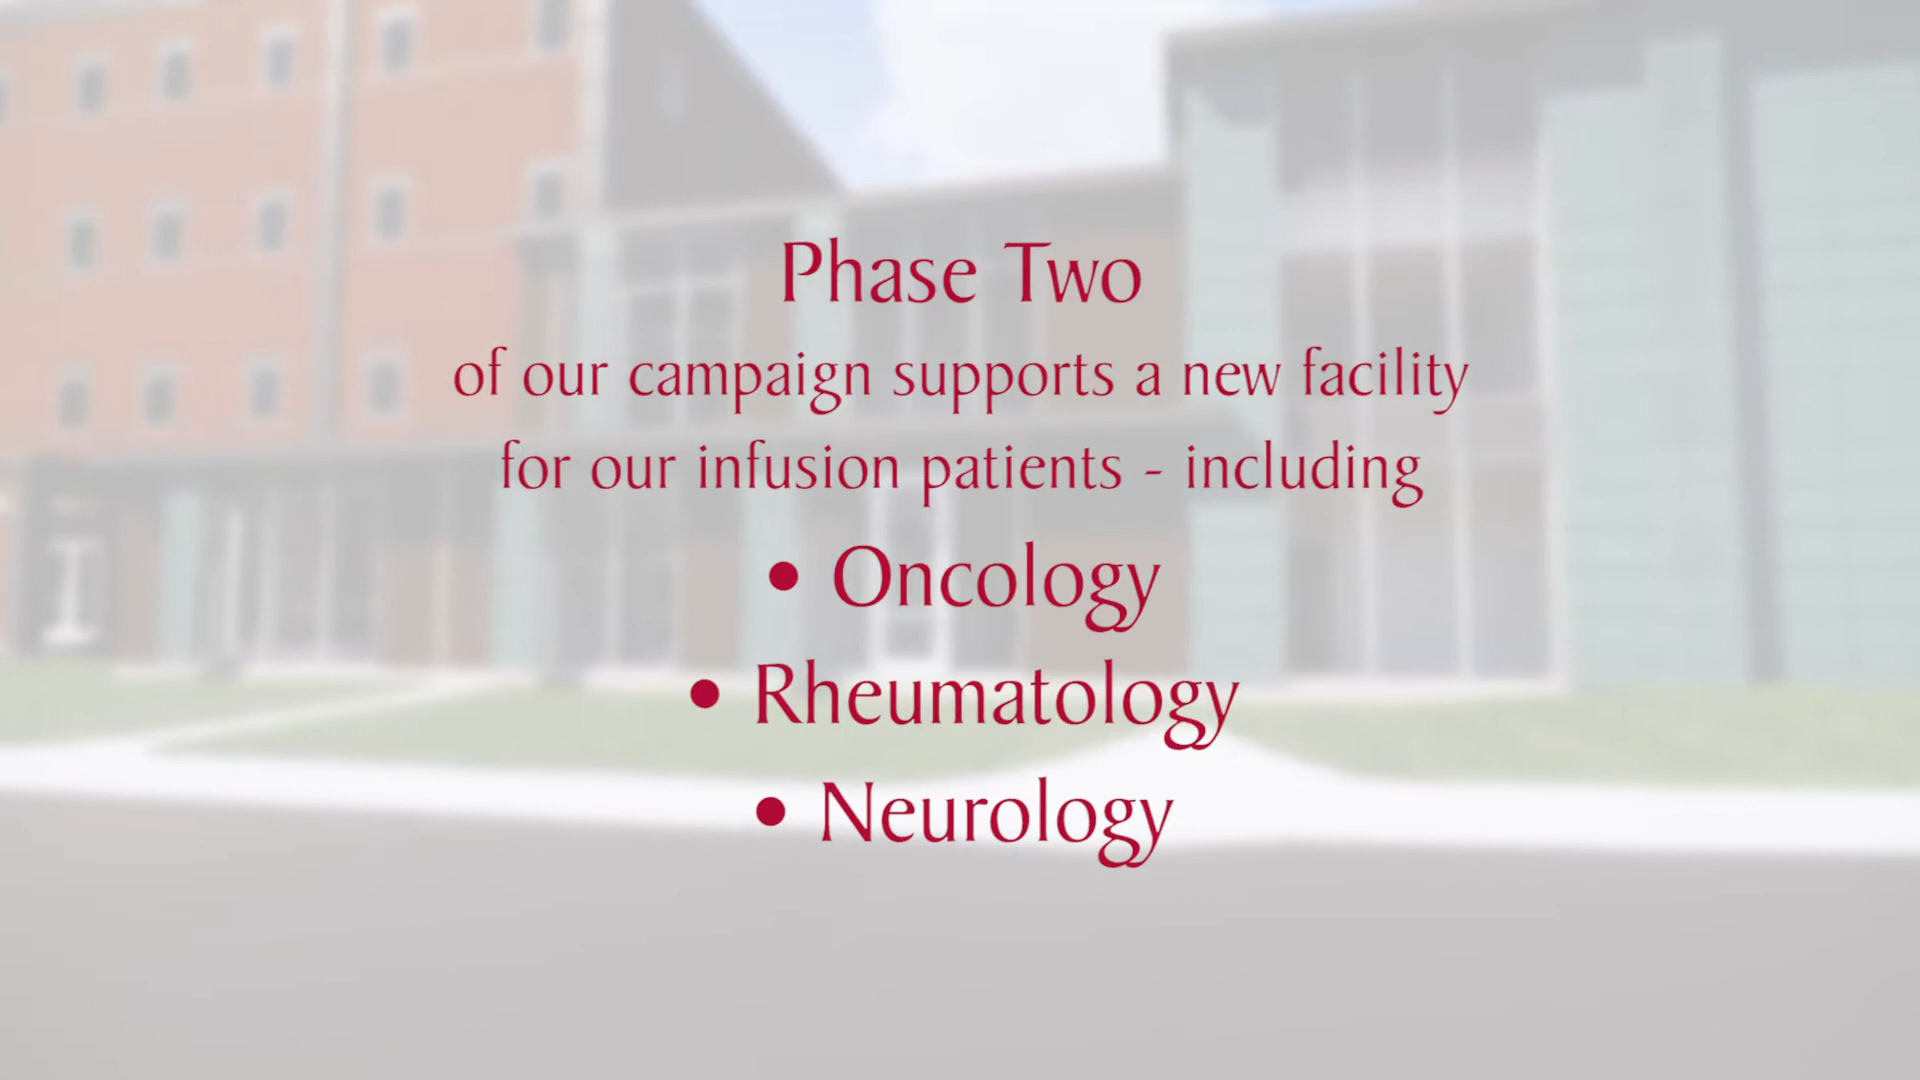 Phase Two
of our campaign supports a new facility
for our infusion patients - including
• Oncology
• Rheumatology
• Neurology